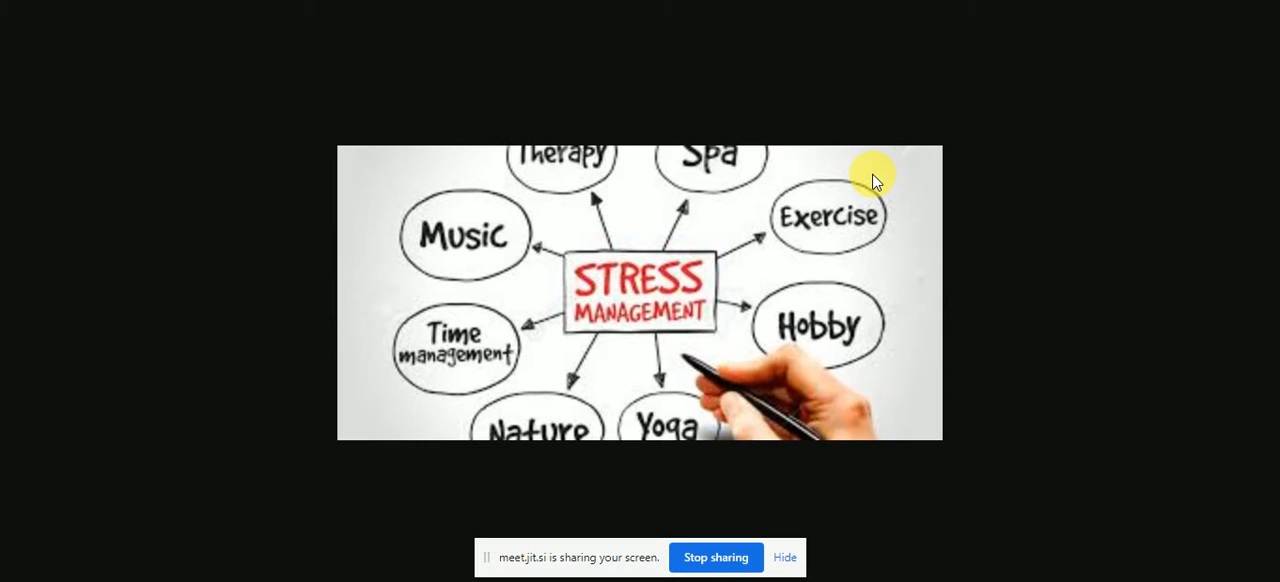 Therapy
Spa
Music
Exercise
STRESS
MANAGEMENT
Time
management
Hobby
Nature
Yoga
meet.jit.si is sharing your screen.
Stop sharing
Hide